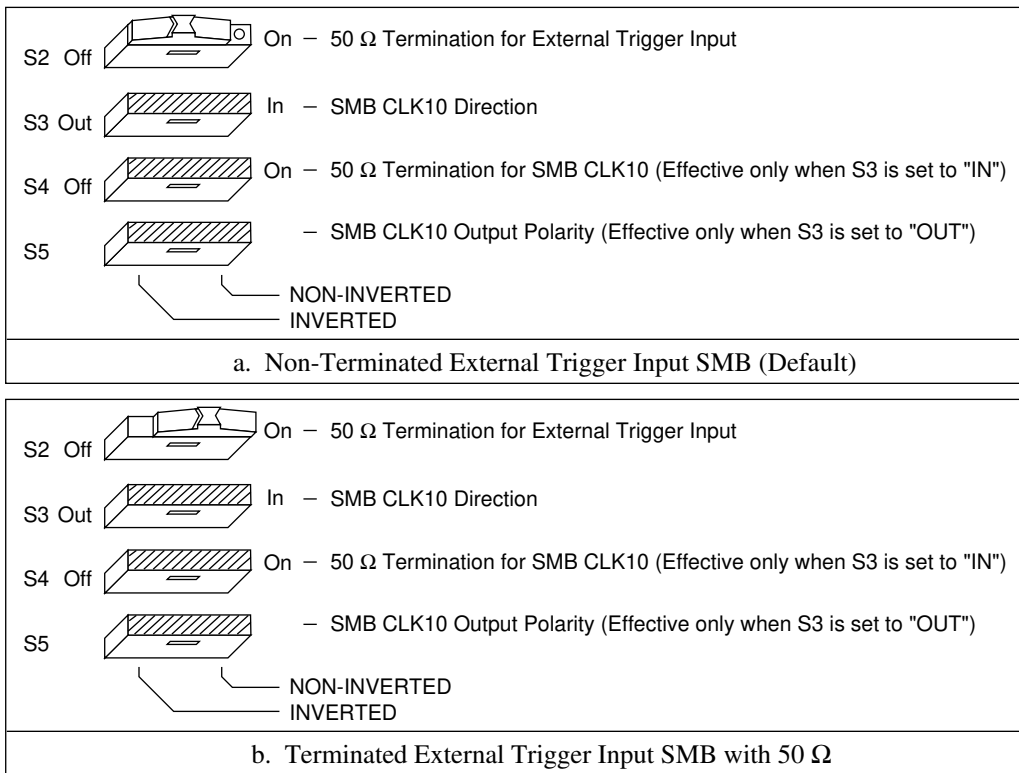 S2 Off On – 50 Ω Termination for External Trigger Input
S3 Out In – SMB CLK10 Direction
S4 Off On – 50 Ω Termination for SMB CLK10 (Effective only when S3 is set to "IN")
S5 – SMB CLK10 Output Polarity (Effective only when S3 is set to "OUT")
NON-INVERTED
INVERTED
a. Non-Terminated External Trigger Input SMB (Default)
S2 Off On – 50 Ω Termination for External Trigger Input
S3 Out In – SMB CLK10 Direction
S4 Off On – 50 Ω Termination for SMB CLK10 (Effective only when S3 is set to "IN")
S5 – SMB CLK10 Output Polarity (Effective only when S3 is set to "OUT")
NON-INVERTED
INVERTED
b. Terminated External Trigger Input SMB with 50 Ω